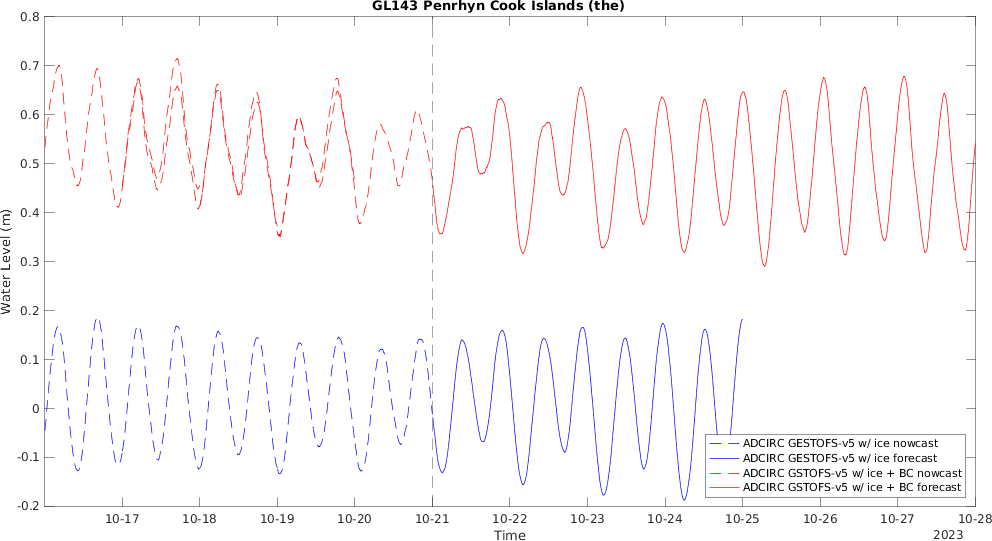 GL143 Penrhyn Cook Islands (the)
Water Level (m)
0.8
0.7
0.6
0.5
0.4
0.3
0.2
0.1
0
-0.1
-0.2
ADCIRC GESTOFS-v5 w/ ice nowcast
ADCIRC GESTOFS-v5 w/ ice forecast
ADCIRC GSTOFS-v5 w/ ice + BC nowcast
ADCIRC GSTOFS-v5 w/ ice + BC forecast
10-17 10-18 10-19 10-20 10-21 10-22 10-23 10-24 10-25 10-26 10-27 10-28
Time
2023